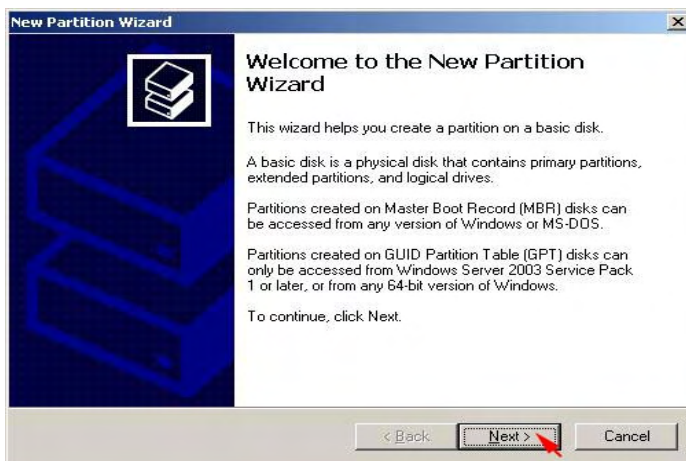 New Partition Wizard
Welcome to the New Partition
Wizard
This wizard helps you create a partition on a basic disk.
A basic disk is a physical disk that contains primary partitions,
extended partitions, and logical drives.
Partitions created on Master Boot Record (MBR) disks can
be accessed from any version of Windows or MS-DOS.
Partitions created on GUID Partition Table (GPT) disks can
only be accessed from Windows Server 2003 Service Pack
1 or later, or from any 64-bit version of Windows.
To continue, click Next.
< Back Next > Cancel